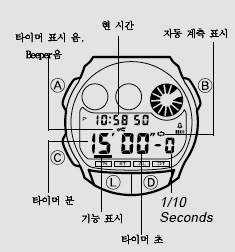 현 시간
타이머 표시 음.
Beeper음
자동 계측 표시
A
B
P
10:58 50
15'00"-0
C
L
D
타이머 분
기능 표시
타이머 초
1/10
Seconds